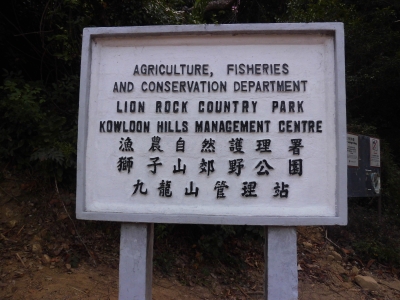 AGRICULTURE, FISHERIES
AND CONSERVATION DEPARTMENT
LION ROCK COUNTRY PARK
KOWLOON HILLS MANAGEMENT CENTRE
漁農自然護理署
獅子山郊野公園
九龍山管理站